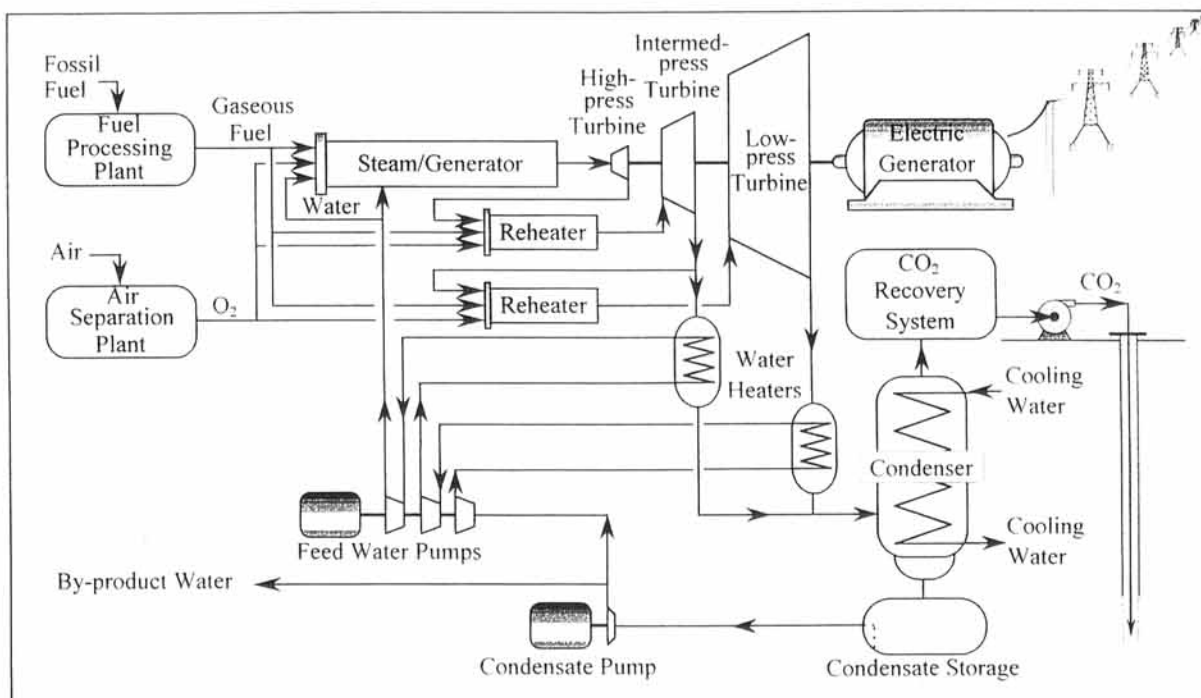 Fossil
Fuel
Fuel
Processing
Plant
Gaseous
Fuel
Steam/Generator
Water
High-
press
Turbine
Intermed-
press
Turbine
Low-
press
Turbine
Electric
Generator
Reheater
Reheater
Air
Air
Separation
Plant
O₂
Water
Heaters
CO₂
Recovery
System
CO₂
Cooling
Water
Condenser
Cooling
Water
Feed Water Pumps
By-product Water
Condensate Pump
Condensate Storage